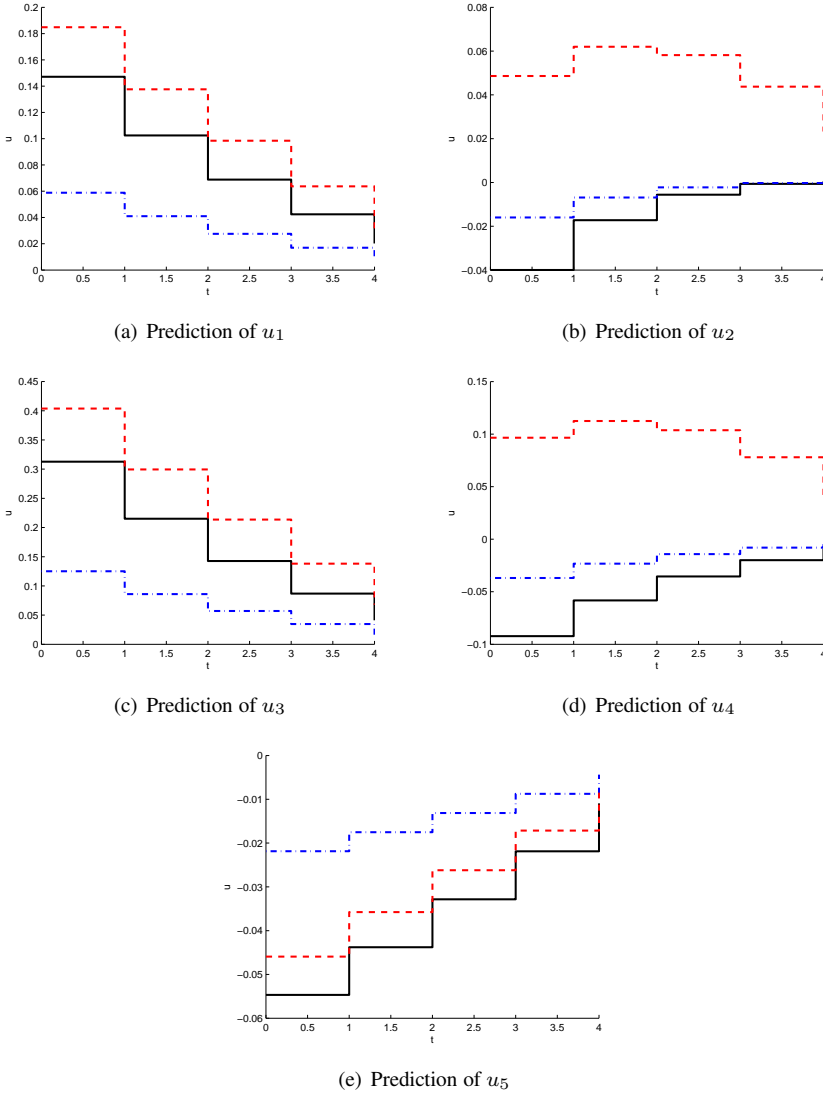 0.2
0.18
0.16
0.14
0.12
0.1
0.08
0.06
0.04
0.02
0
u
0 0.5 1 1.5 2 2.5 3 3.5 4
t
(a) Prediction of u₁
0.08
0.06
0.04
0.02
0
−0.02
−0.04
u
0 0.5 1 1.5 2 2.5 3 3.5 4
t
(b) Prediction of u₂
0.45
0.4
0.35
0.3
0.25
0.2
0.15
0.1
0.05
0
u
0 0.5 1 1.5 2 2.5 3 3.5 4
t
(c) Prediction of u₃
0.15
0.1
0.05
0
−0.05
−0.1
u
0 0.5 1 1.5 2 2.5 3 3.5 4
t
(d) Prediction of u₄
0
−0.01
−0.02
−0.03
−0.04
−0.05
−0.06
u
0 0.5 1 1.5 2 2.5 3 3.5 4
t
(e) Prediction of u₅